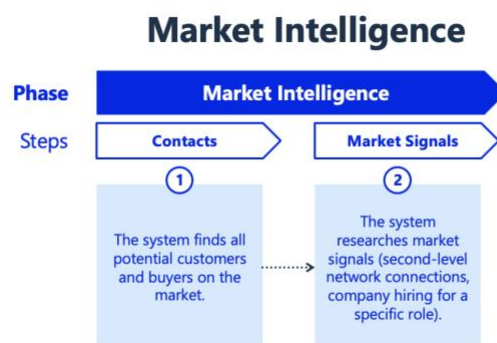 Market Intelligence
Phase
Market Intelligence
Steps
Contacts
Market Signals
1
2
The system finds all
potential customers
and buyers on the
market.
The system
researches market
signals (second-level
network connections,
company hiring for a
specific role).